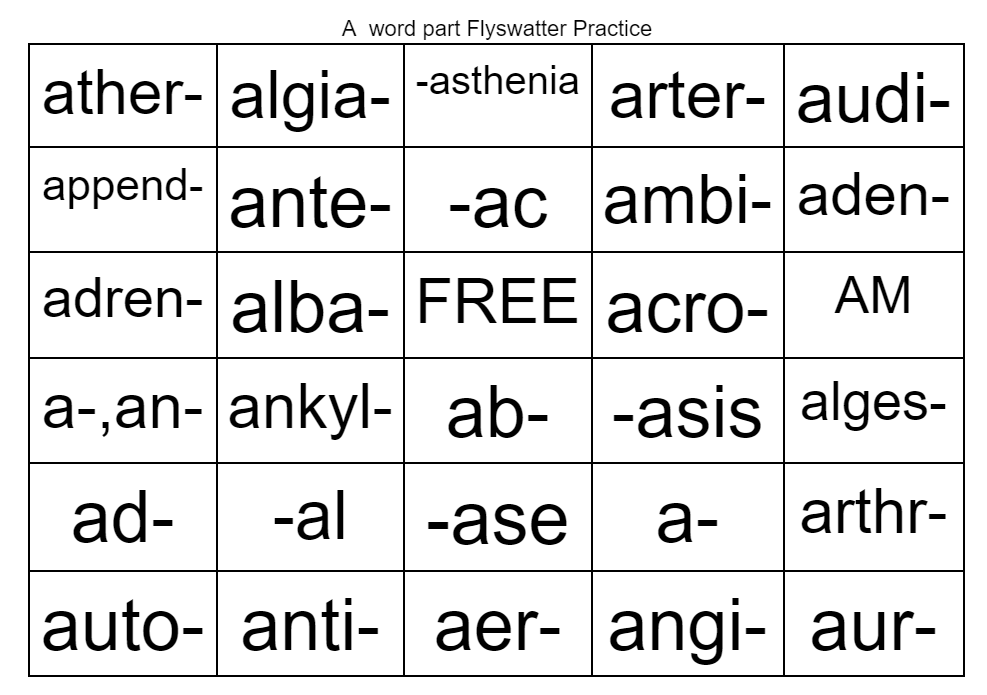 A  word part Flyswatter Practice
ather- algia- -asthenia arter- audi-
append- ante- -ac ambi- aden-
adren- alba- FREE acro- AM
a-,an- ankyl- ab- -asis alges-
ad- -al -ase a- arthr-
auto- anti- aer- angi- aur-